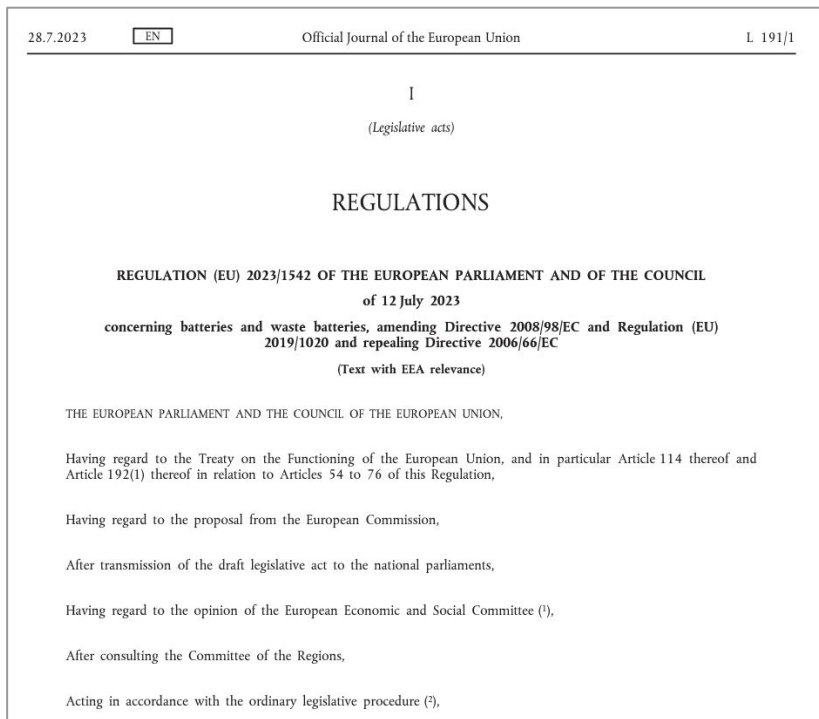 28.7.2023 EN Official Journal of the European Union L 191/1
I
(Legislative acts)
REGULATIONS
REGULATION (EU) 2023/1542 OF THE EUROPEAN PARLIAMENT AND OF THE COUNCIL
of 12 July 2023
concerning batteries and waste batteries, amending Directive 2008/98/EC and Regulation (EU)
2019/1020 and repealing Directive 2006/66/EC
(Text with EEA relevance)
THE EUROPEAN PARLIAMENT AND THE COUNCIL OF THE EUROPEAN UNION,
Having regard to the Treaty on the Functioning of the European Union, and in particular Article 114 thereof and
Article 192(1) thereof in relation to Articles 54 to 76 of this Regulation,
Having regard to the proposal from the European Commission,
After transmission of the draft legislative act to the national parliaments,
Having regard to the opinion of the European Economic and Social Committee (¹),
After consulting the Committee of the Regions,
Acting in accordance with the ordinary legislative procedure (²),